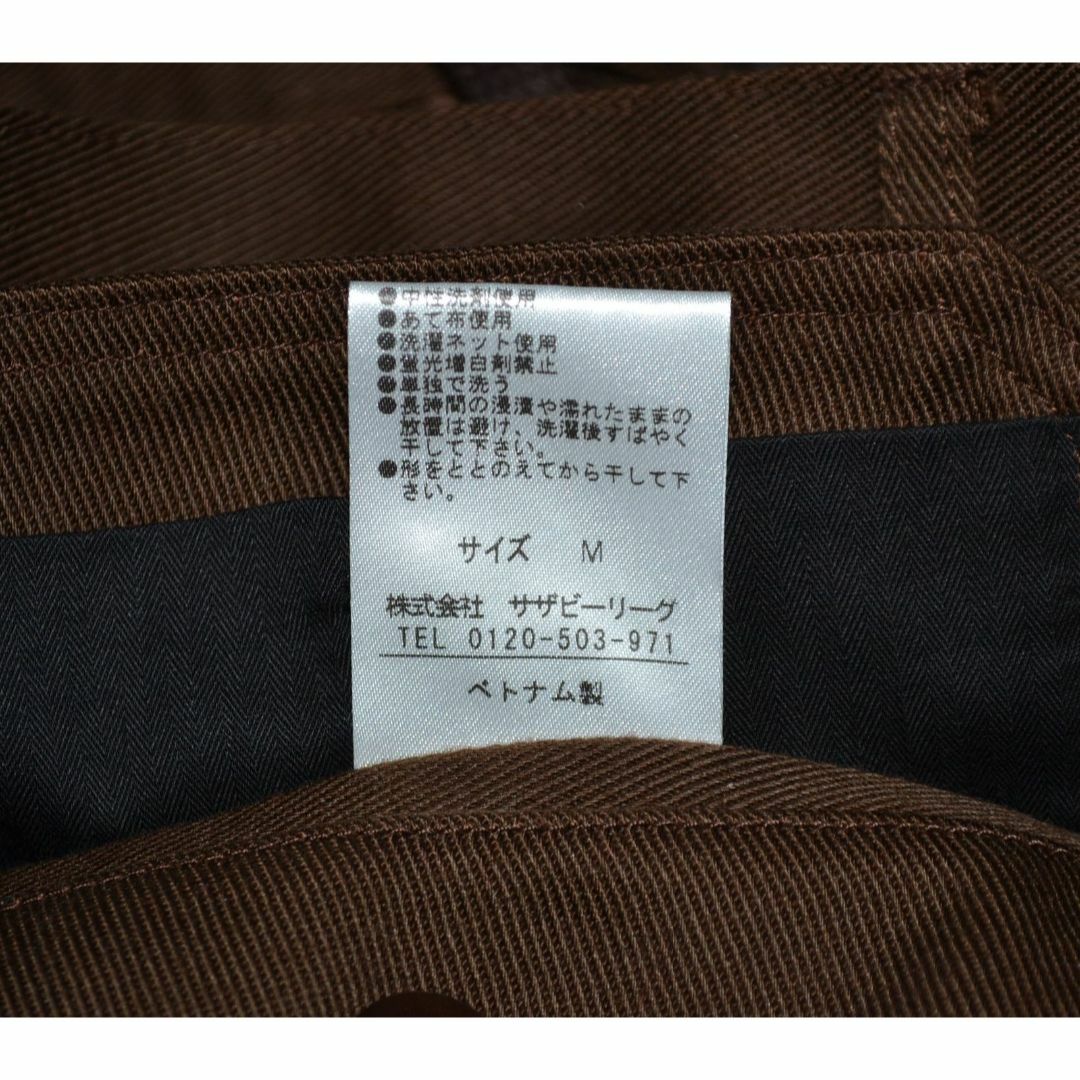 ●中性洗剤使用
●あて布使用
●洗濯ネット使用
●蛍光増白剤禁止
●単独で洗う
●長時間の浸漬や濡れたままの
放置は避け、洗濯後すばやく
干して下さい。
●形をととのえてから干して下
さい。
サイズ M
株式会社 サザビーリーグ
TEL 0120-503-971
ベトナム製